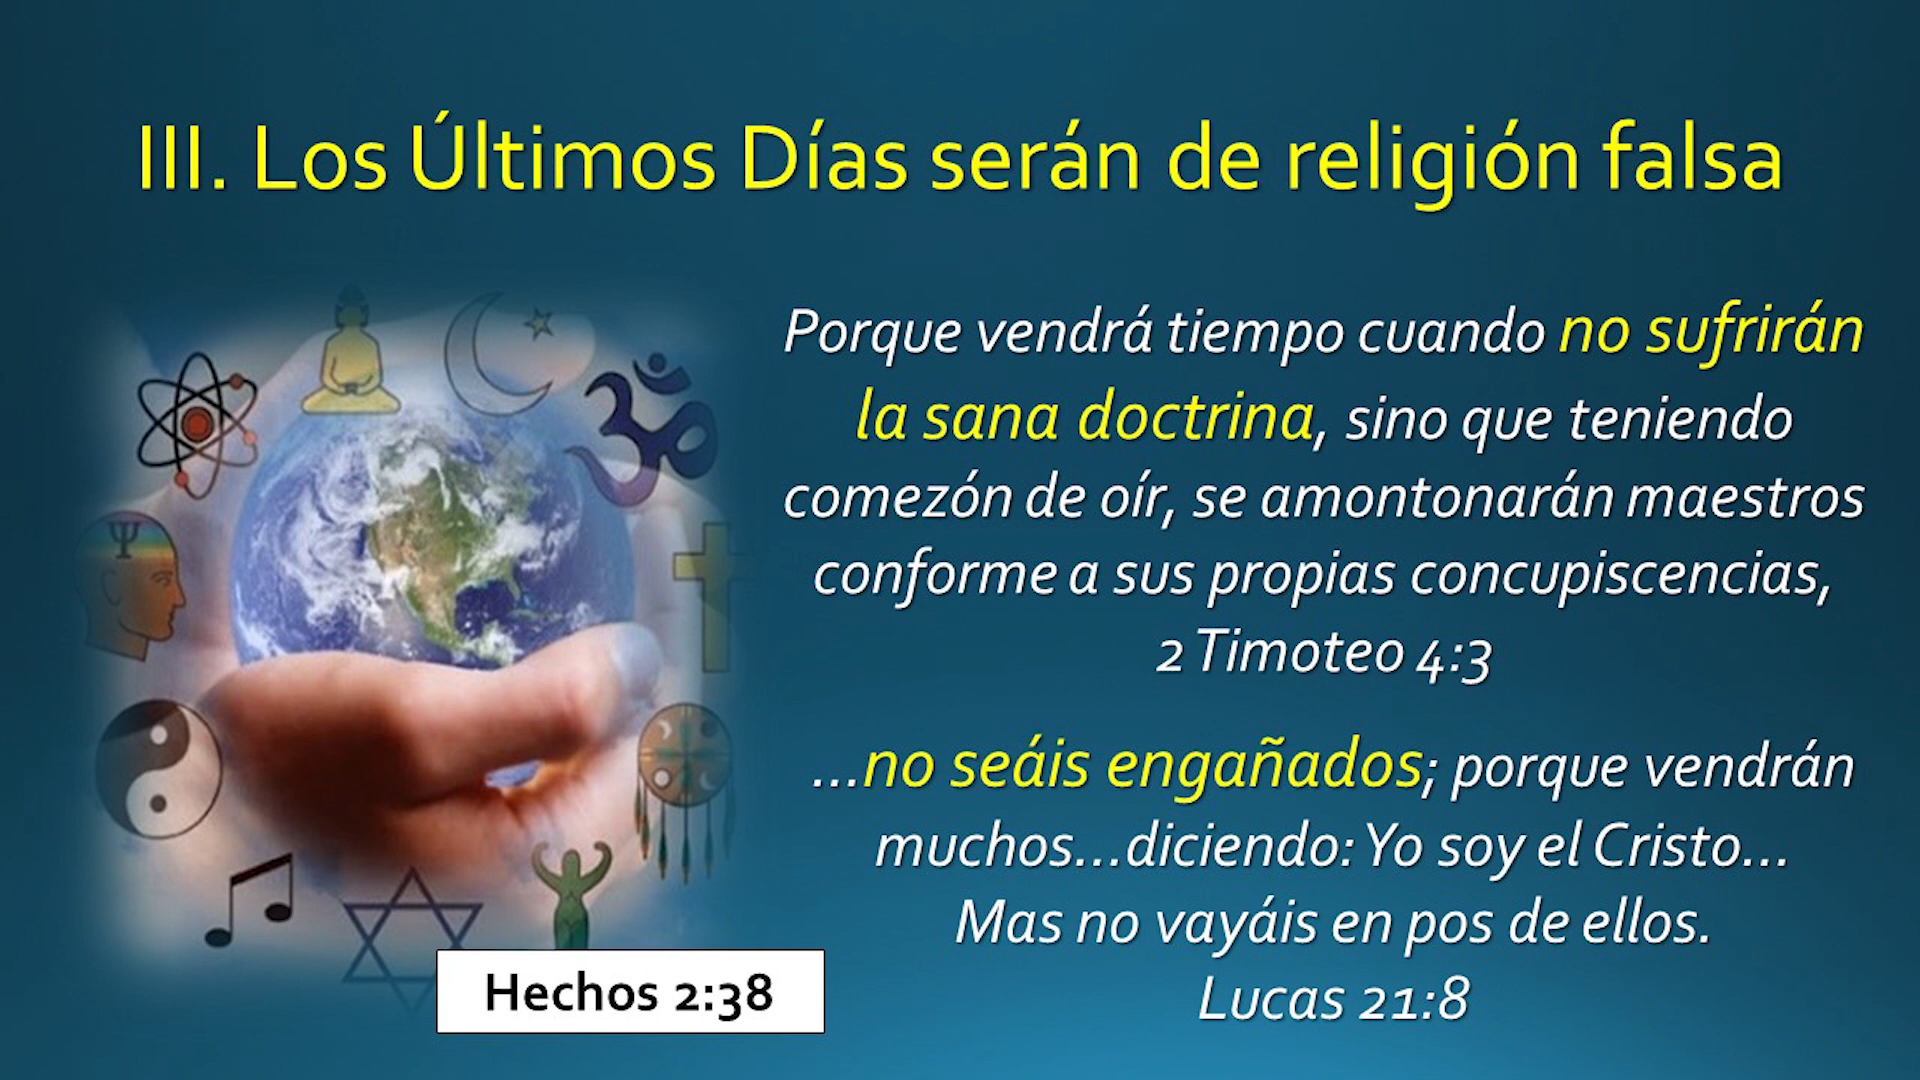 III. Los Últimos Días serán de religión falsa
Porque vendrá tiempo cuando no sufrirán
la sana doctrina, sino que teniendo
comezón de oír, se amontonarán maestros
conforme a sus propias concupiscencias,
2 Timoteo 4:3
...no seáis engañados; porque vendrán
muchos...diciendo: Yo soy el Cristo...
Mas no vayáis en pos de ellos.
Lucas 21:8
Hechos 2:38